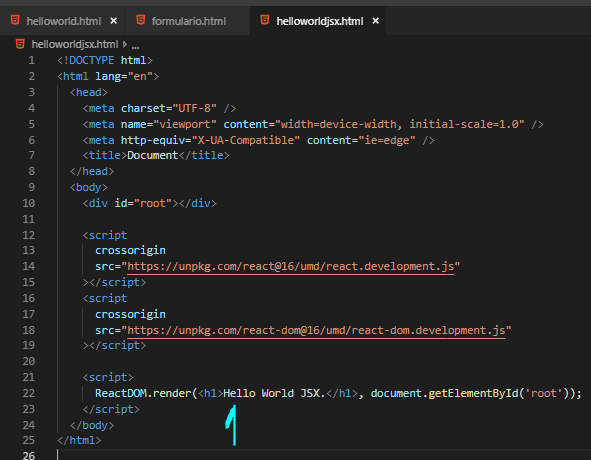 helloworld.html × formulario.html helloworldjsx.html ×
helloworldjsx.html > ...
1 <!DOCTYPE html>
2 <html lang="en">
3 <head>
4 <meta charset="UTF-8" />
5 <meta name="viewport" content="width=device-width, initial-scale=1.0" />
6 <meta http-equiv="X-UA-Compatible" content="ie=edge" />
7 <title>Document</title>
8 </head>
9 <body>
10 <div id="root"></div>
11
12 <script
13 crossorigin
14 src="https://unpkg.com/react@16/umd/react.development.js"
15 ></script>
16 <script
17 crossorigin
18 src="https://unpkg.com/react-dom@16/umd/react-dom.development.js"
19 ></script>
20
21 <script>
22 ReactDOM.render(<h1>Hello World JSX.</h1>, document.getElementById('root'));
23 </script>
24 </body>
25 </html>
26
1